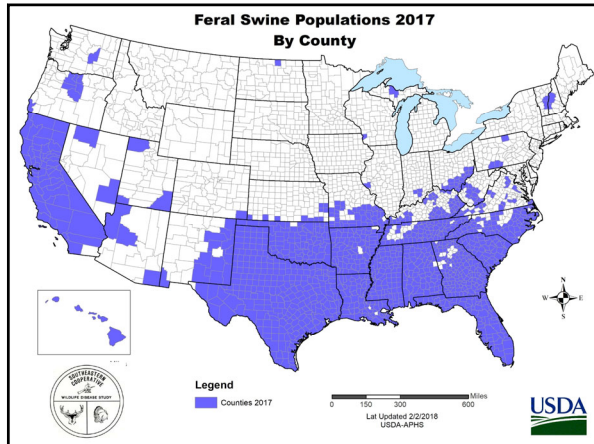 Feral Swine Populations 2017
By County
N
W E
S
SOUTHEASTERN COOPERATIVE
WILDLIFE DISEASE STUDY
Legend
Counties 2017
Miles
0 150 300 600
Lat Updated 2/2/2018
USDA-APHS
USDA